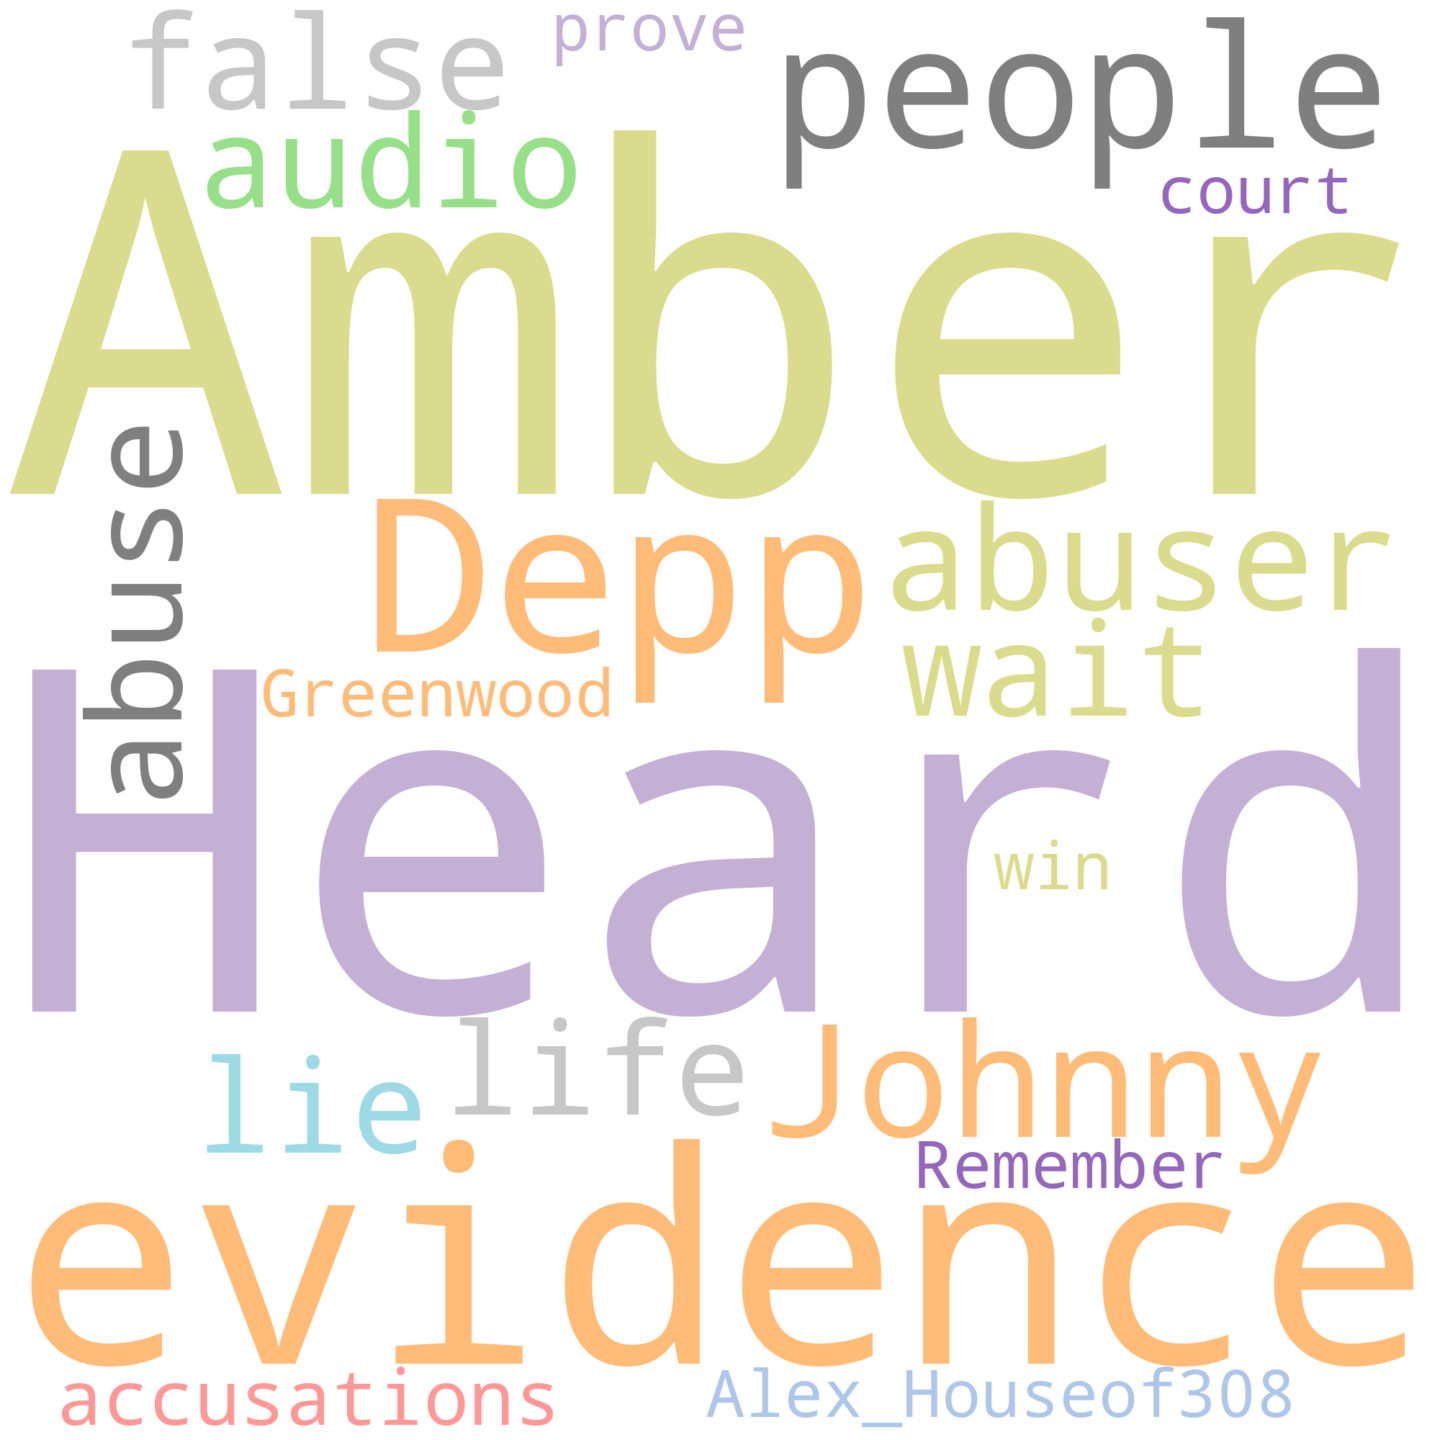 false
prove
people
audio
court
Amber
abuse
Depp
abuser
wait
Greenwood
Heard
win
lie
life
Johnny
Remember
evidence
accusations
Alex_Houseof308